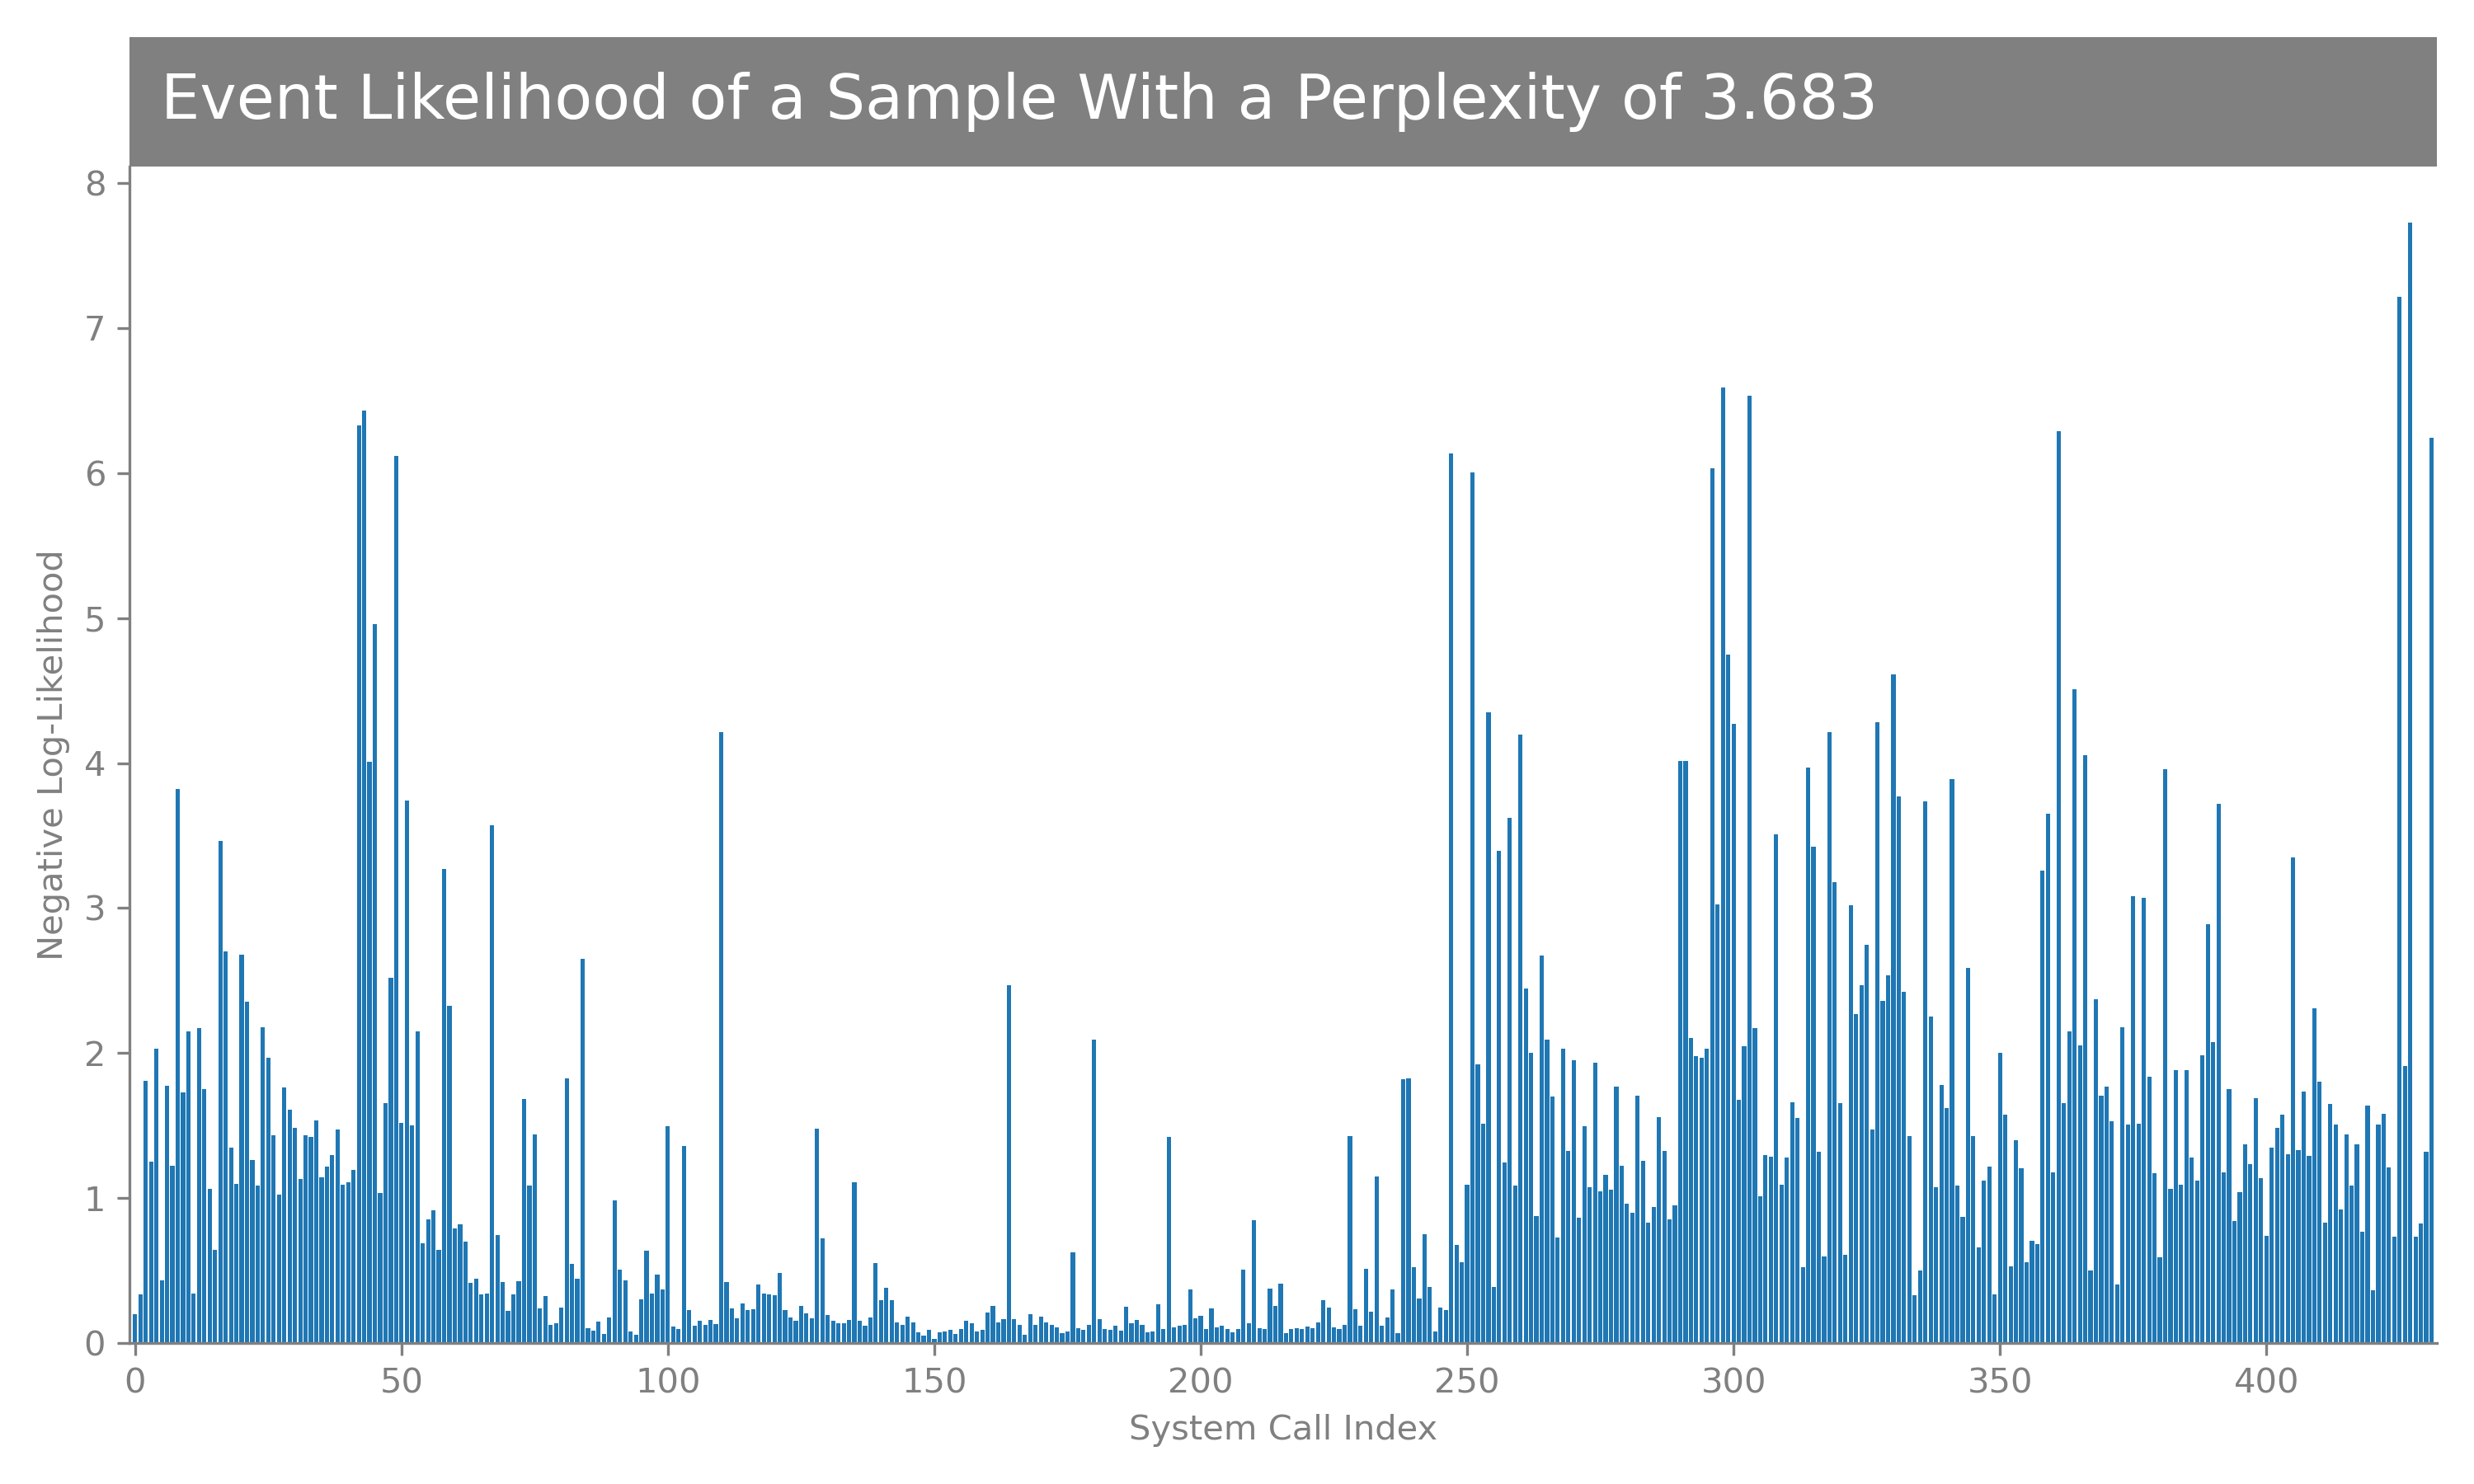 Event Likelihood of a Sample With a Perplexity of 3.683
8
7
6
5
4
3
2
1
0
Negative Log-Likelihood
0 50 100 150 200 250 300 350 400
System Call Index